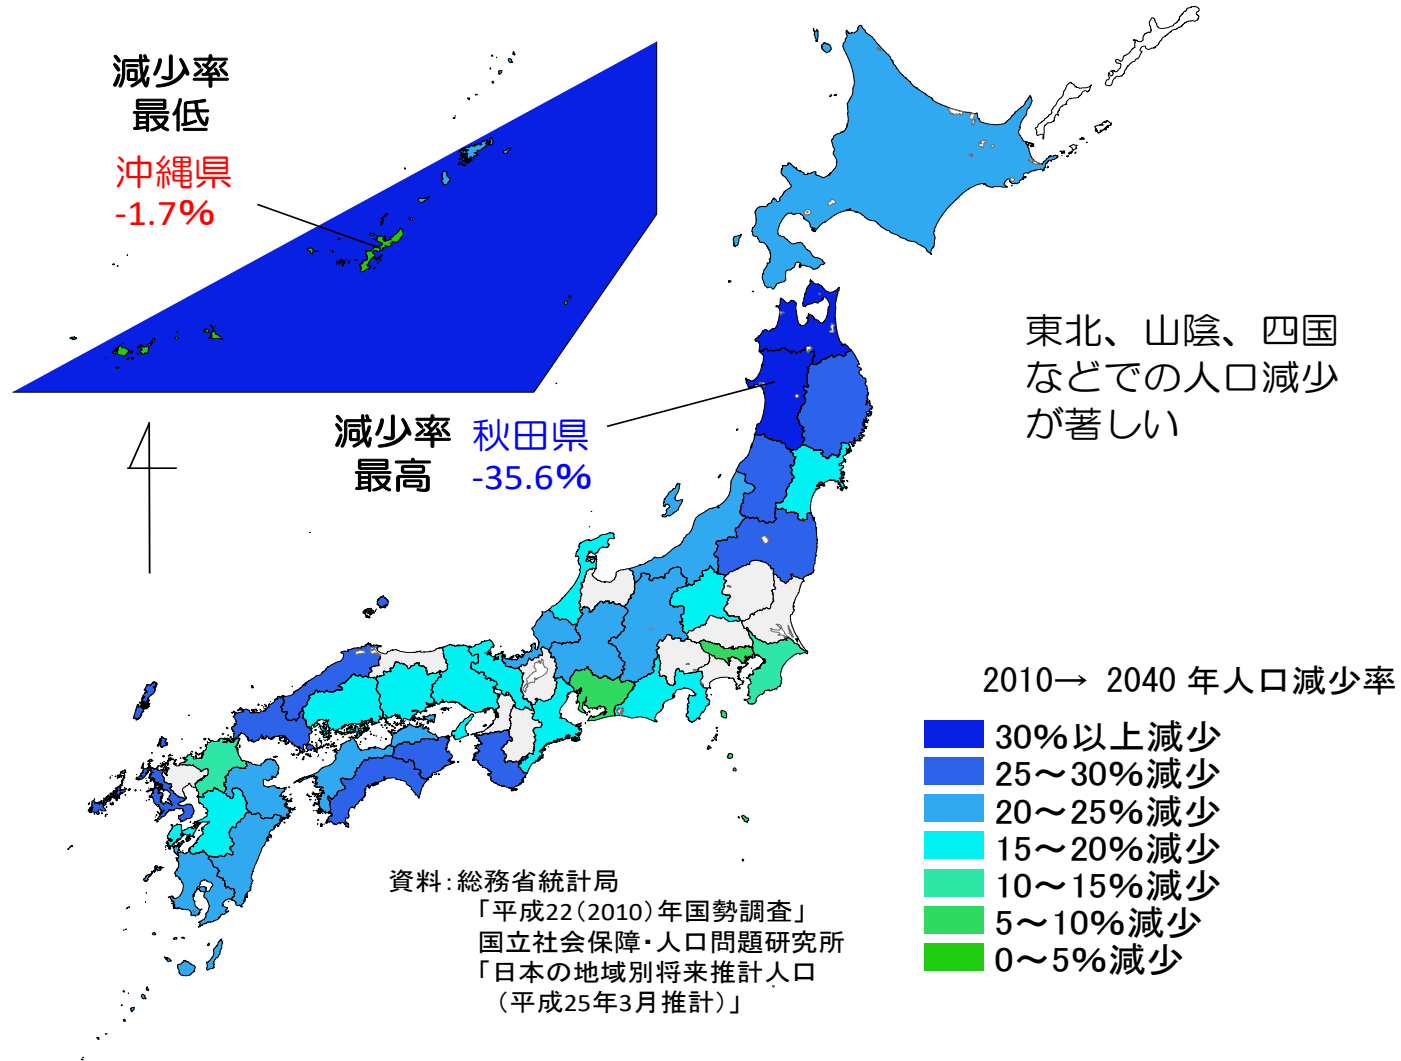 減少率
最低
沖縄県
-1.7%
減少率
最高
秋田県
-35.6%
東北、山陰、四国
などでの人口減少
が著しい
2010→ 2040 年人口減少率
30%以上減少
25～30%減少
20～25%減少
15～20%減少
10～15%減少
5～10%減少
0～5%減少
資料：総務省統計局
「平成22（2010）年国勢調査」
国立社会保障・人口問題研究所
「日本の地域別将来推計人口
（平成25年3月推計）」